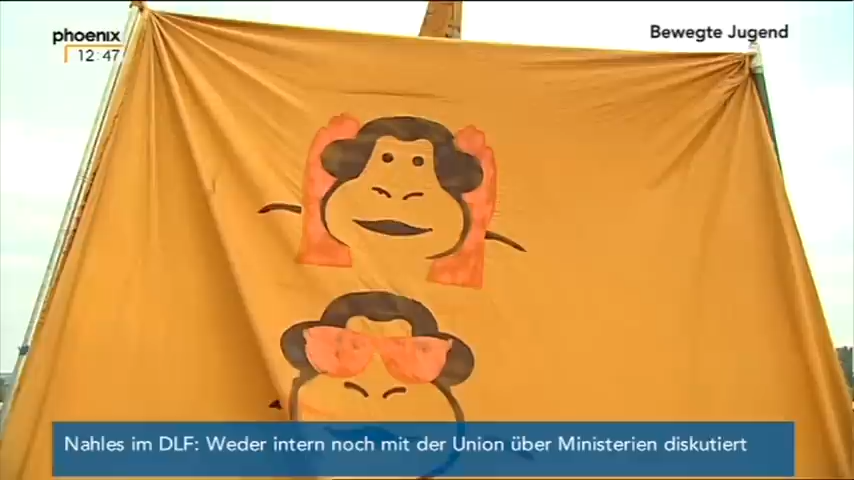 phoenix
12:47
Bewegte Jugend
Nahles im DLF: Weder intern noch mit der Union über Ministerien diskutiert